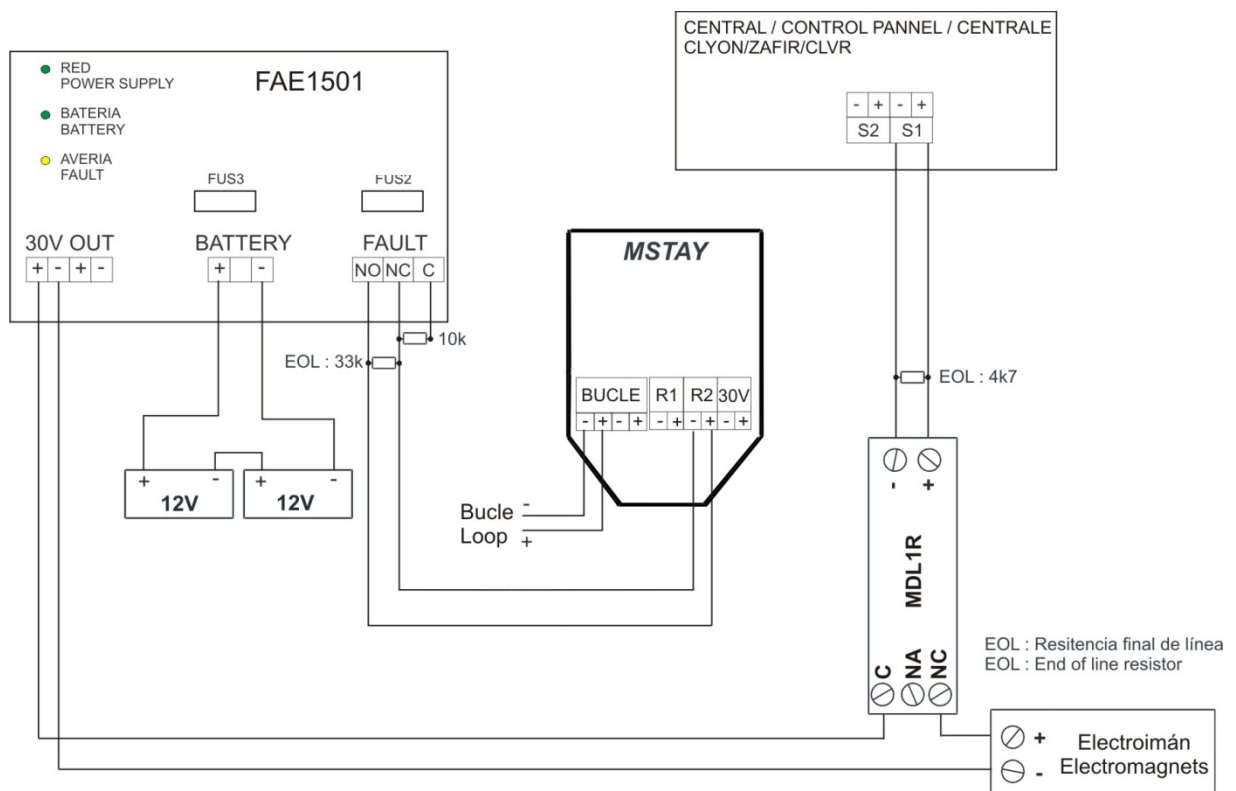 CENTRAL / CONTROL PANNEL / CENTRALE
CLYON/ZAFIR/CLVR
- + - +
S2 S1
RED
POWER SUPPLY
FAE1501
BATERIA
BATTERY
AVERIA
FAULT
FUS3
FUS2
30V OUT
BATTERY
FAULT
+ - + -
+ -
NO NC C
10k
EOL : 33k
MSTAY
BUCLE R1 R2 30V
- + - + - + - + - +
EOL : 4k7
+ - + -
12V 12V
Bucle -
Loop +
- +
MDL1R
C NA NC
EOL : Resitencia final de línea
EOL : End of line resistor
+ Electroimán
- Electromagnets